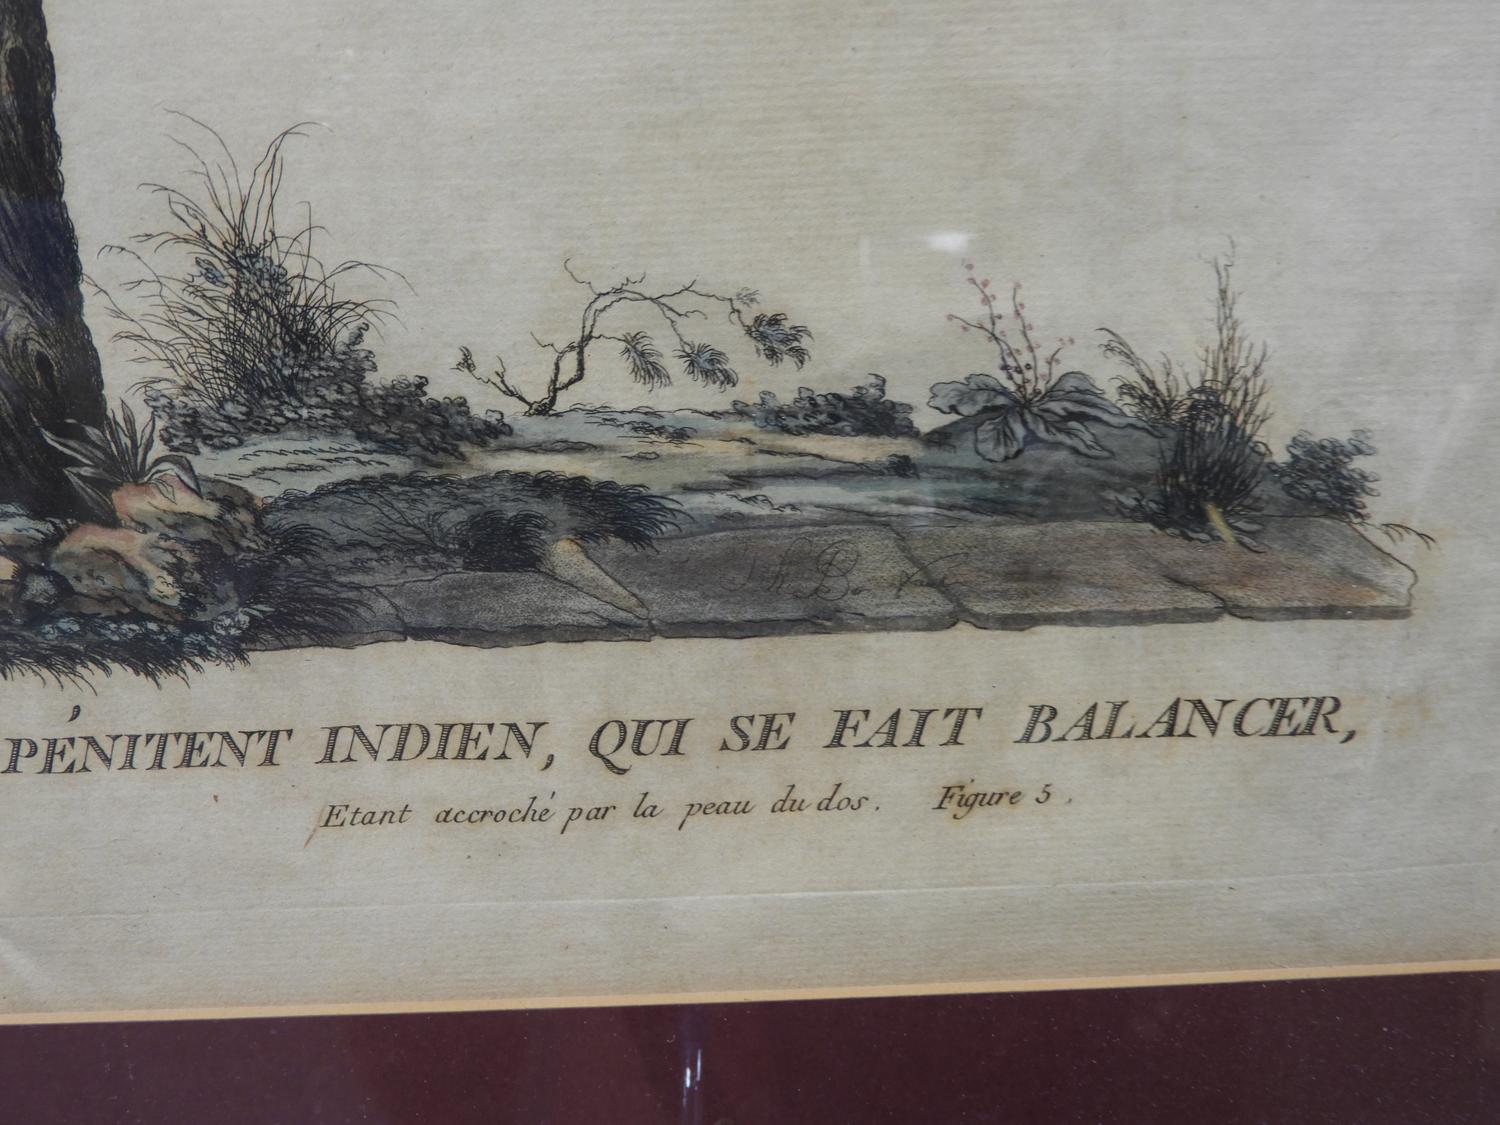 PÉNITENT INDIEN, QUI SE FAIT BALANCER,
Etant accroché par la peau du dos. Figure 5.